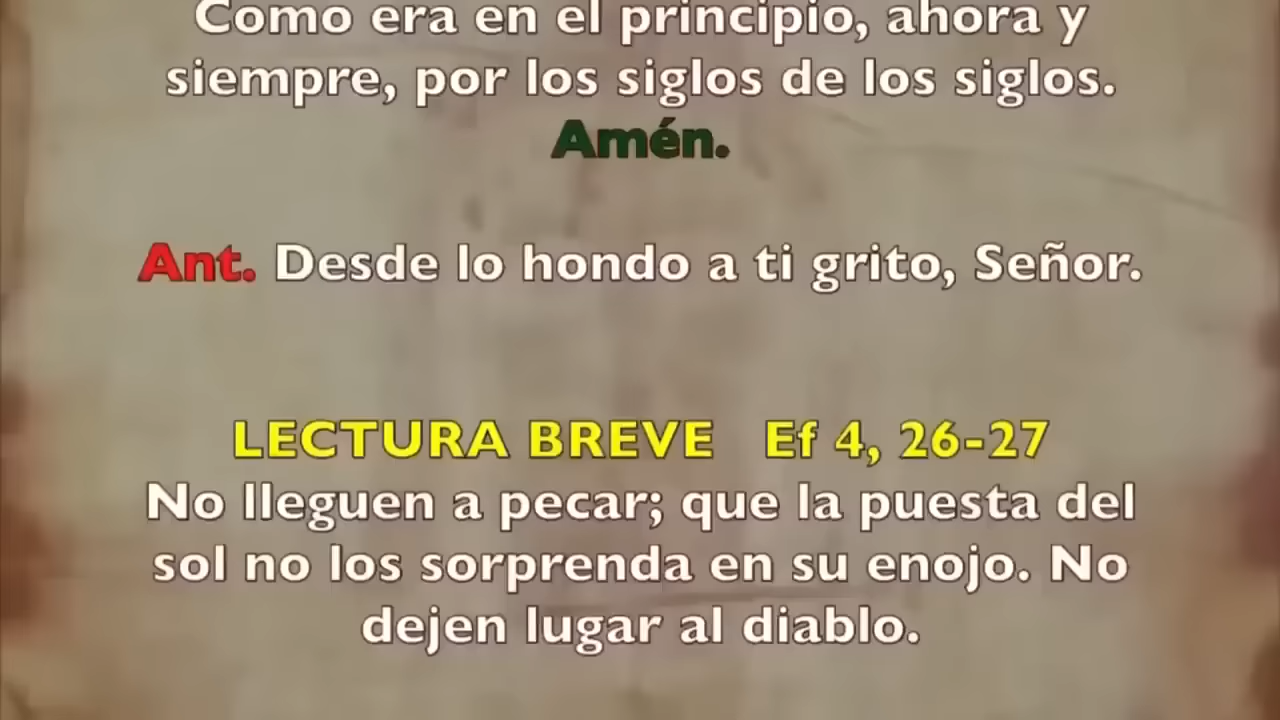 Como era en el principio, ahora y
siempre, por los siglos de los siglos.
Amén.
Ant. Desde lo hondo a ti grito, Señor.
LECTURA BREVE Ef 4, 26-27
No lleguen a pecar; que la puesta del
sol no los sorprenda en su enojo. No
dejen lugar al diablo.